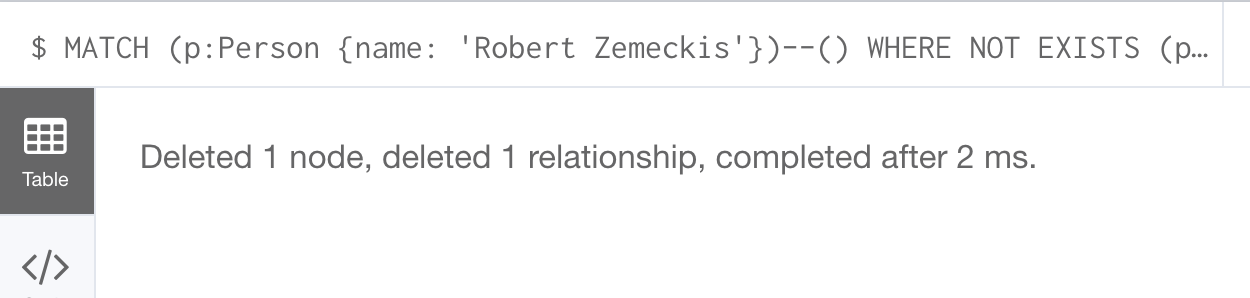 $ MATCH (p:Person {name: 'Robert Zemeckis'})--() WHERE NOT EXISTS (p…
Deleted 1 node, deleted 1 relationship, completed after 2 ms.
Table
</>